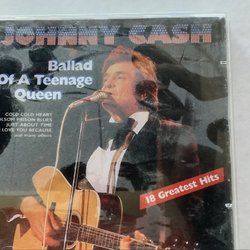 JOHNNY CASH
Ballad
Of A Teenage
Queen
COLD COLD HEART
FOLSOM PRISON BLUES
JUST ABOUT TIME
I LOVE YOU BECAUSE
and many others
18 Greatest Hits